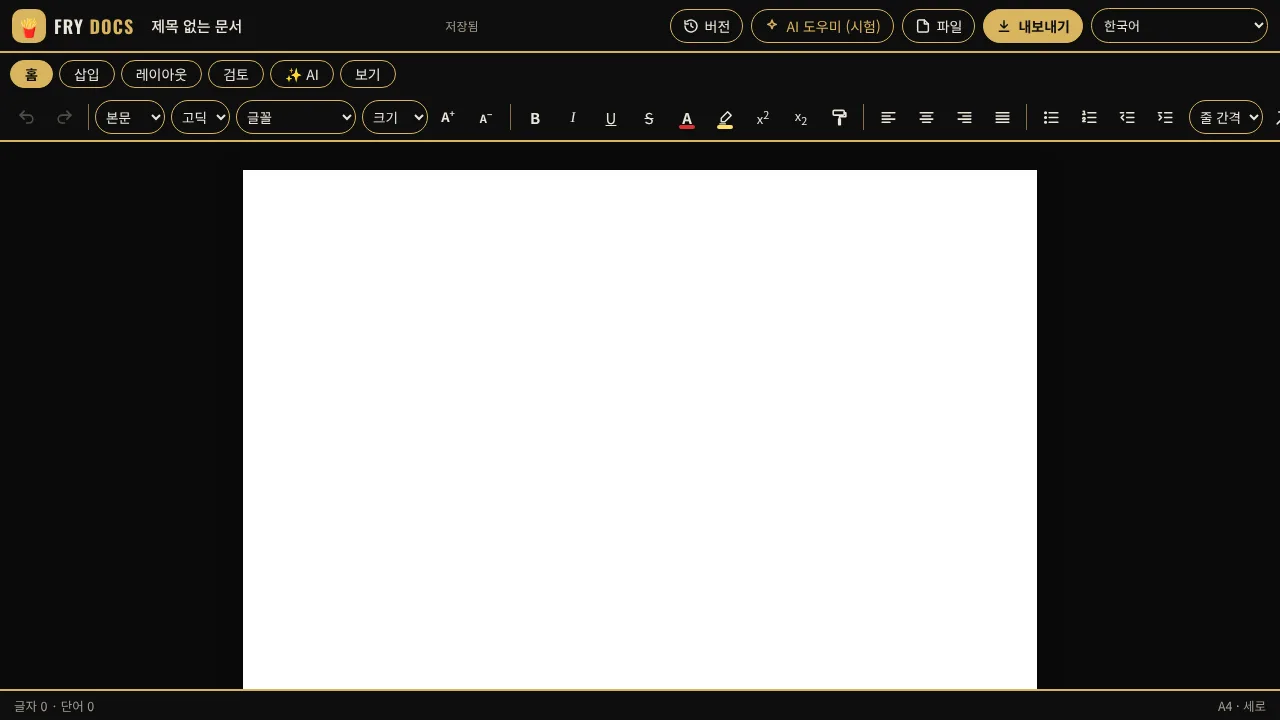 FRY DOCS 제목 없는 문서 저장됨 버전 AI 도우미 (시험) 파일 내보내기 한국어
홈 삽입 레이아웃 검토 ✨ AI 보기
본문 고딕 글꼴 크기 A+ A− B I U S A x² x₂ 줄 간격
글자 0 · 단어 0 A4 · 세로